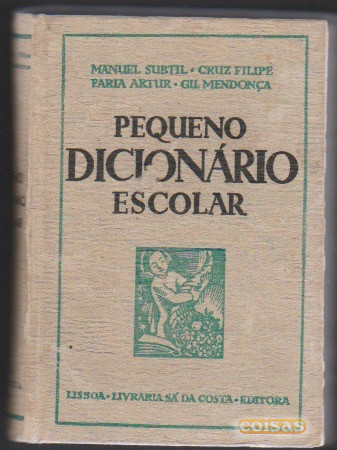 MANUEL SUBTIL • CRUZ FILIPE
FARIA ARTUR • GIL MENDONÇA
PEQUENO
DICIONÁRIO
ESCOLAR
LISBOA • LIVRARIA SÁ DA COSTA • EDITORA
coisas